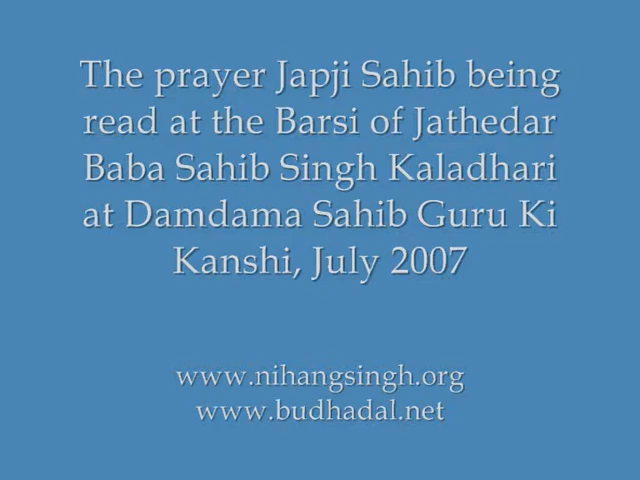 The prayer Japji Sahib being
read at the Barsi of Jathedar
Baba Sahib Singh Kaladhari
at Damdama Sahib Guru Ki
Kanshi, July 2007
www.nihangsingh.org
www.budhadal.net